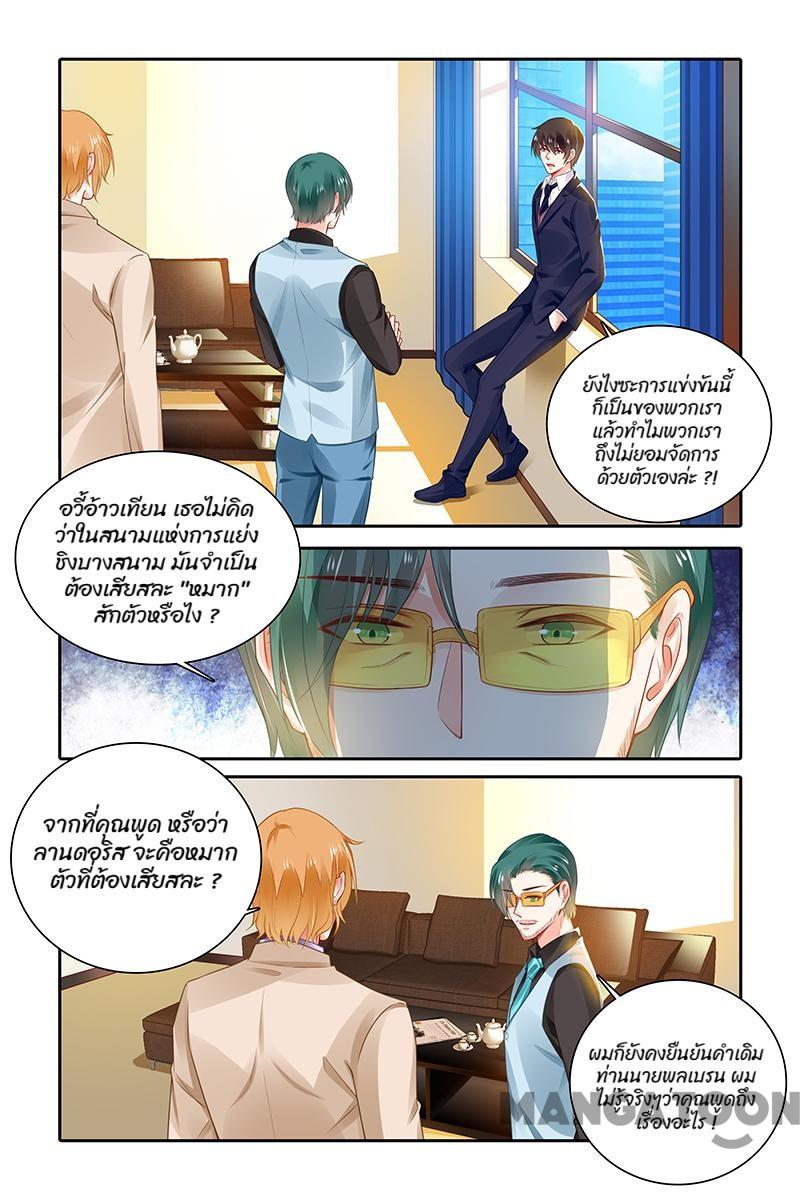 ยังไงซะการแข่งขันนี้
ก็เป็นของพวกเรา
แล้วทำไมพวกเรา
ถึงไม่ยอมจัดการ
ด้วยตัวเองล่ะ ?!
อวี้อ้าวเทียน เธอไม่คิด
ว่าในสนามแห่งการแย่ง
ชิงบางสนาม มันจำเป็น
ต้องเสียสละ "หมาก"
สักตัวหรือไง ?
จากที่คุณพูด หรือว่า
ลานดอริส จะคือหมาก
ตัวที่ต้องเสียสละ ?
ผมก็ยังคงยืนยันคำเดิม
ท่านนายพลเบรน ผม
ไม่รู้จริงๆว่าคุณพูดถึง
เรื่องอะไร !
MANGATOON